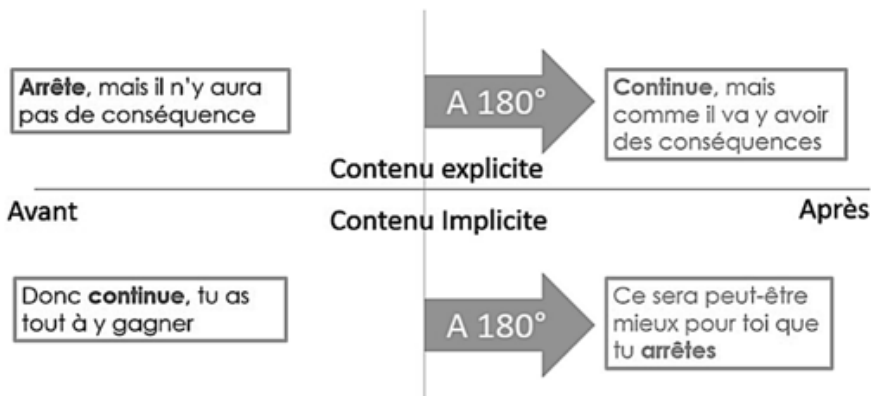 Arrête, mais il n'y aura
pas de conséquence
A 180°
Continue, mais
comme il va y avoir
des conséquences
Contenu explicite
Avant
Contenu Implicite
Après
Donc continue, tu as
tout à y gagner
A 180°
Ce sera peut-être
mieux pour toi que
tu arrêtes